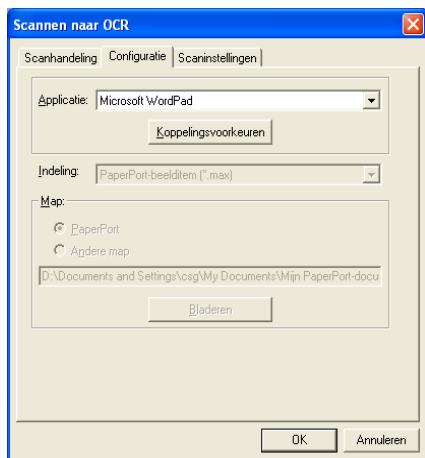 Scannen naar OCR
Scanhandeling Configuratie Scaninstellingen
Applicatie: Microsoft WordPad
Koppelingsvoorkeuren
Indeling: PaperPort-beelditem (*.max)
Map:
PaperPort
Andere map
D:\Documents and Settings\csg\My Documents\Mijn PaperPort-docu
Bladeren
OK Annuleren